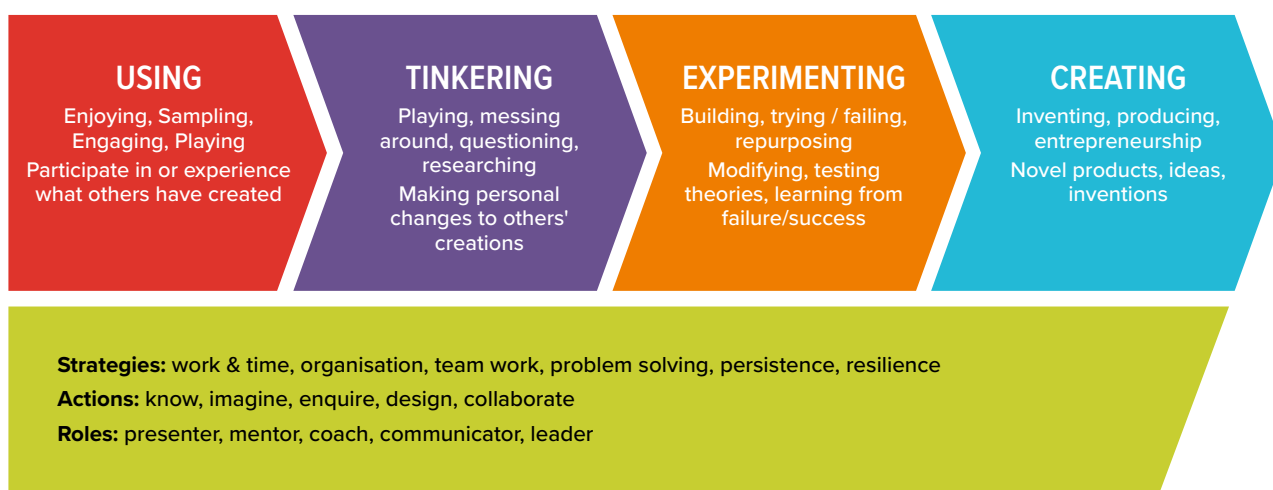 USING
Enjoying, Sampling,
Engaging, Playing
Participate in or experience
what others have created
TINKERING
Playing, messing
around, questioning,
researching
Making personal
changes to others'
creations
EXPERIMENTING
Building, trying / failing,
repurposing
Modifying, testing
theories, learning from
failure/success
CREATING
Inventing, producing,
entrepreneurship
Novel products, ideas,
inventions
Strategies: work & time, organisation, team work, problem solving, persistence, resilience
Actions: know, imagine, enquire, design, collaborate
Roles: presenter, mentor, coach, communicator, leader